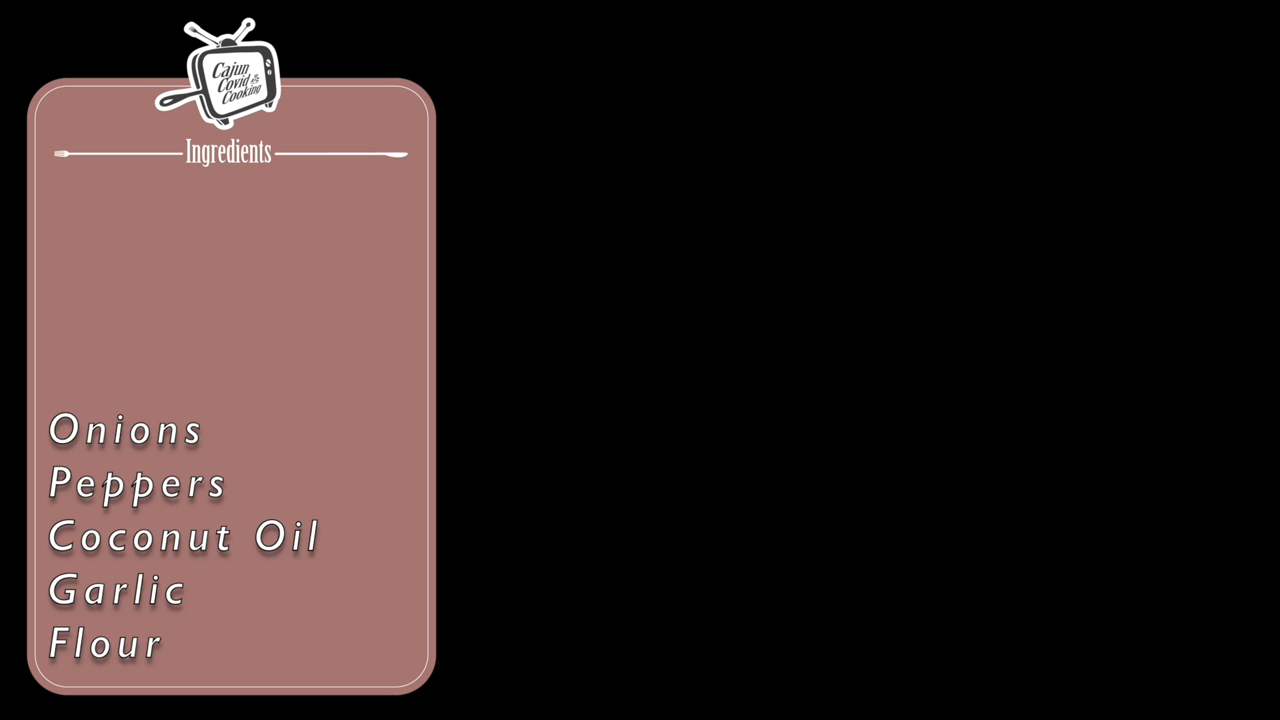 Cajun
Covid
Cooking
Ingredients
Onions
Peppers
Coconut Oil
Garlic
Flour